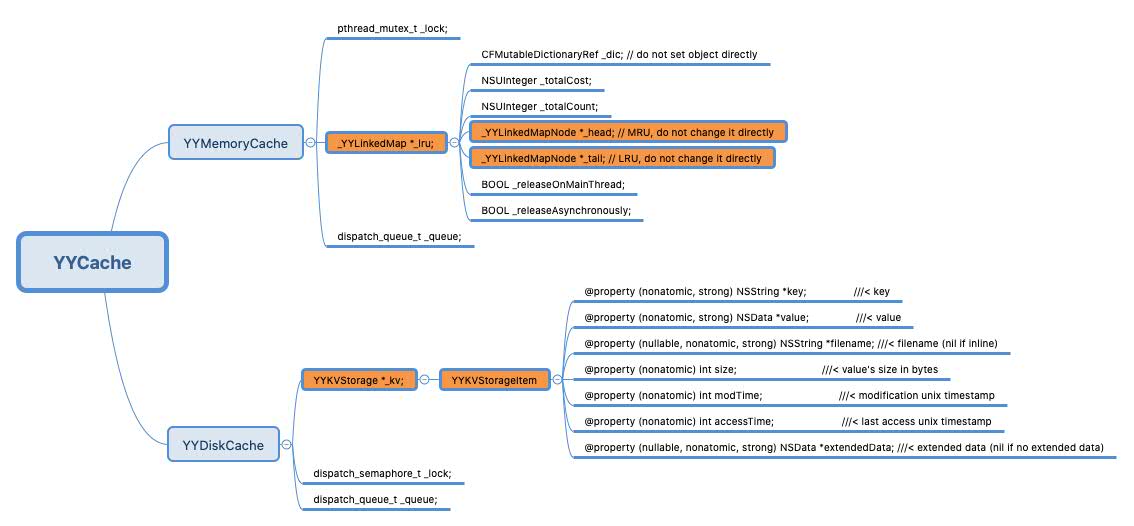 YYCache
YYMemoryCache
pthread_mutex_t _lock;
_YYLinkedMap *_lru;
CFMutableDictionaryRef _dic; // do not set object directly
NSUInteger _totalCost;
NSUInteger _totalCount;
_YYLinkedMapNode *_head; // MRU, do not change it directly
_YYLinkedMapNode *_tail; // LRU, do not change it directly
BOOL _releaseOnMainThread;
BOOL _releaseAsynchronously;
dispatch_queue_t _queue;
YYDiskCache
YYKVStorage *_kv;
YYKVStorageItem
@property (nonatomic, strong) NSString *key; ///< key
@property (nonatomic, strong) NSData *value; ///< value
@property (nullable, nonatomic, strong) NSString *filename; ///< filename (nil if inline)
@property (nonatomic) int size; ///< value's size in bytes
@property (nonatomic) int modTime; ///< modification unix timestamp
@property (nonatomic) int accessTime; ///< last access unix timestamp
@property (nullable, nonatomic, strong) NSData *extendedData; ///< extended data (nil if no extended data)
dispatch_semaphore_t _lock;
dispatch_queue_t _queue;